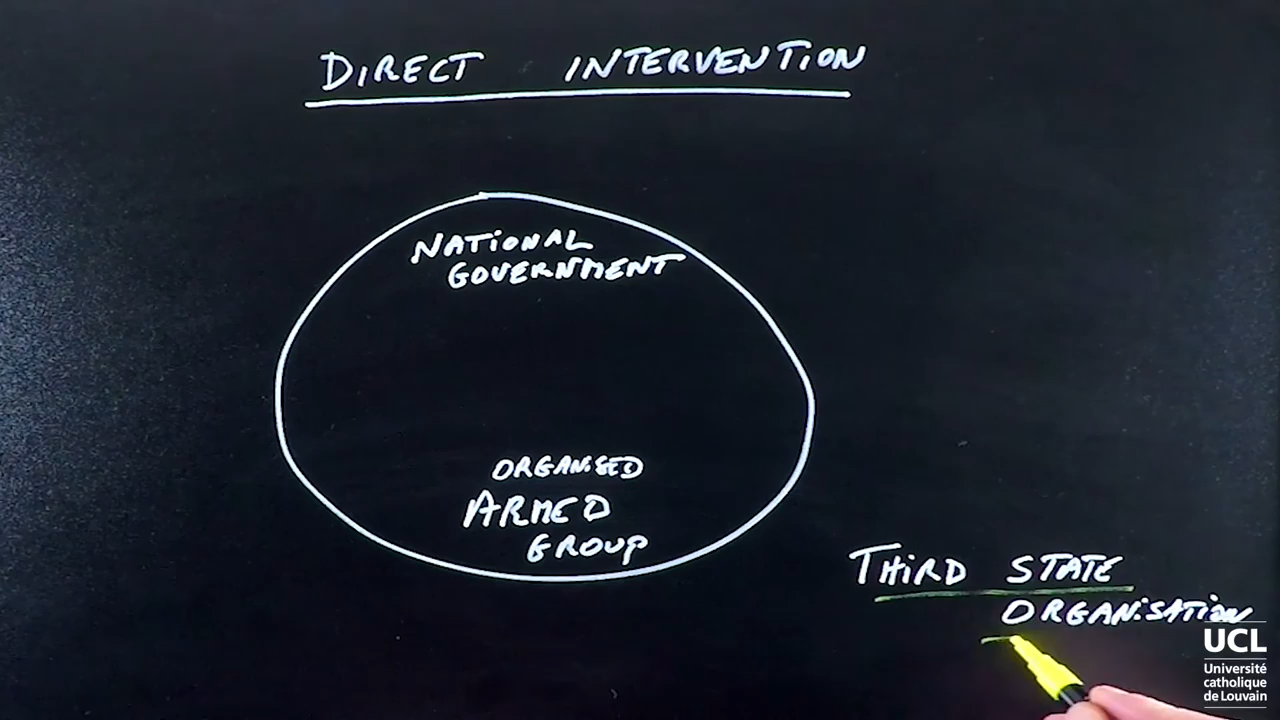 DIRECT INTERVENTION
NATIONAL
GOVERNMENT
ORGANISED
ARMED
GROUP
THIRD STATE
ORGANISATION
UCL
Université
catholique
de Louvain